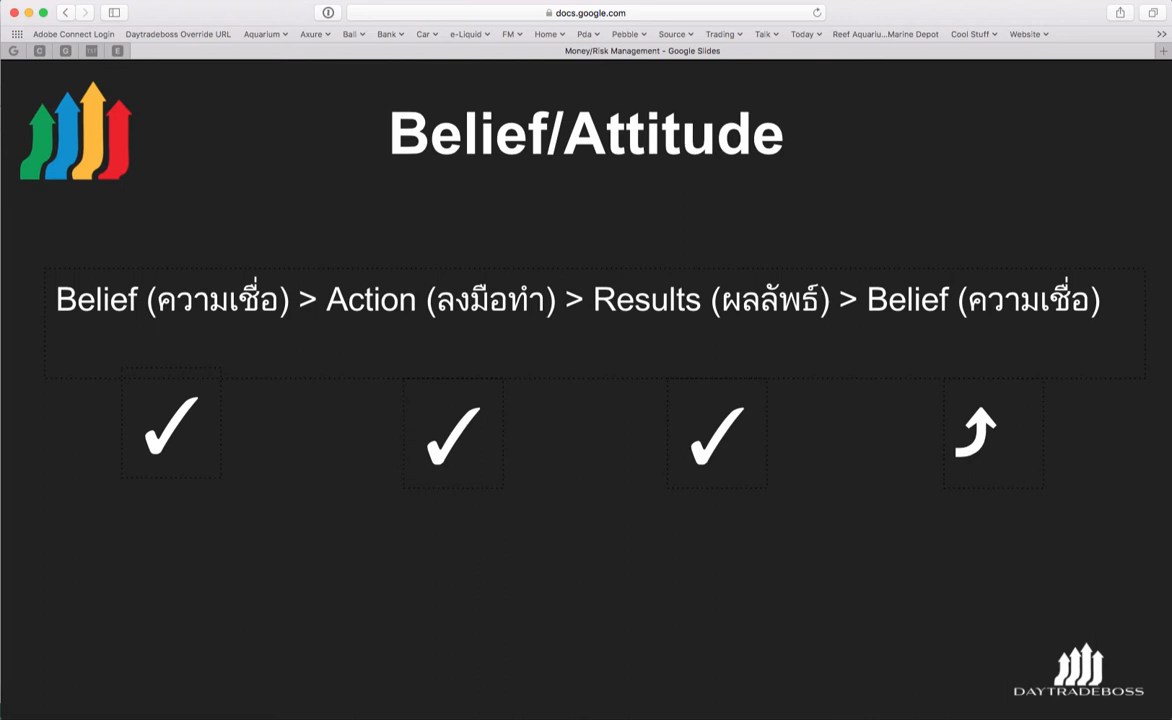 docs.google.com
Adobe Connect Login Daytradeboss Override URL Aquarium Axure Bali Bank Car e-Liquid FM Home Pda Pebble Source Trading Talk Today Reef Aquariu...Marine Depot Cool Stuff Website
G C G E Money/Risk Management - Google Slides
Belief/Attitude
Belief (ความเชื่อ) > Action (ลงมือทำ) > Results (ผลลัพธ์) > Belief (ความเชื่อ)
DAYTRADEBOSS